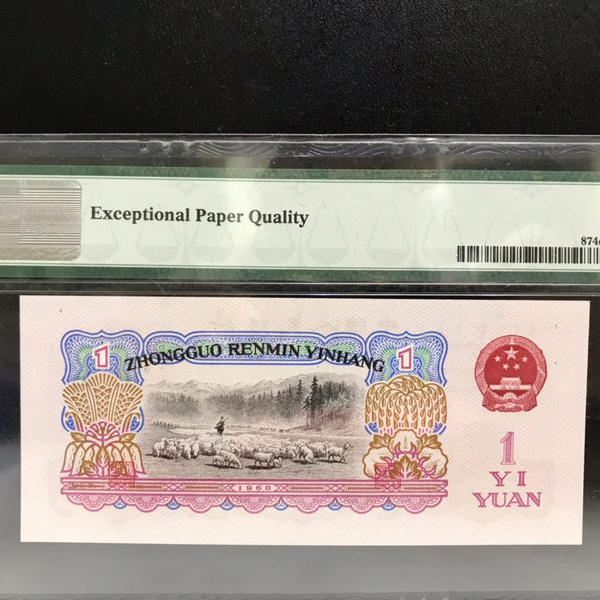 Exceptional Paper Quality
874
1
ZHONGGUO RENMIN YINHANG
1
1960
1
YI
YUAN